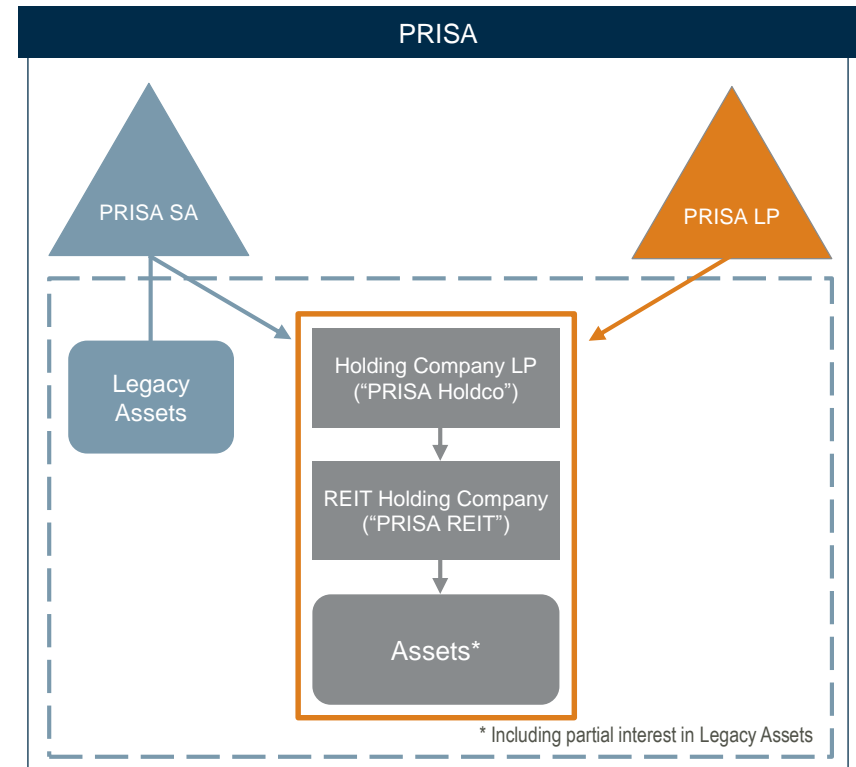 PRISA
PRISA SA
PRISA LP
Legacy
Assets
Holding Company LP
(“PRISA Holdco”)
REIT Holding Company
(“PRISA REIT”)
Assets*
* Including partial interest in Legacy Assets